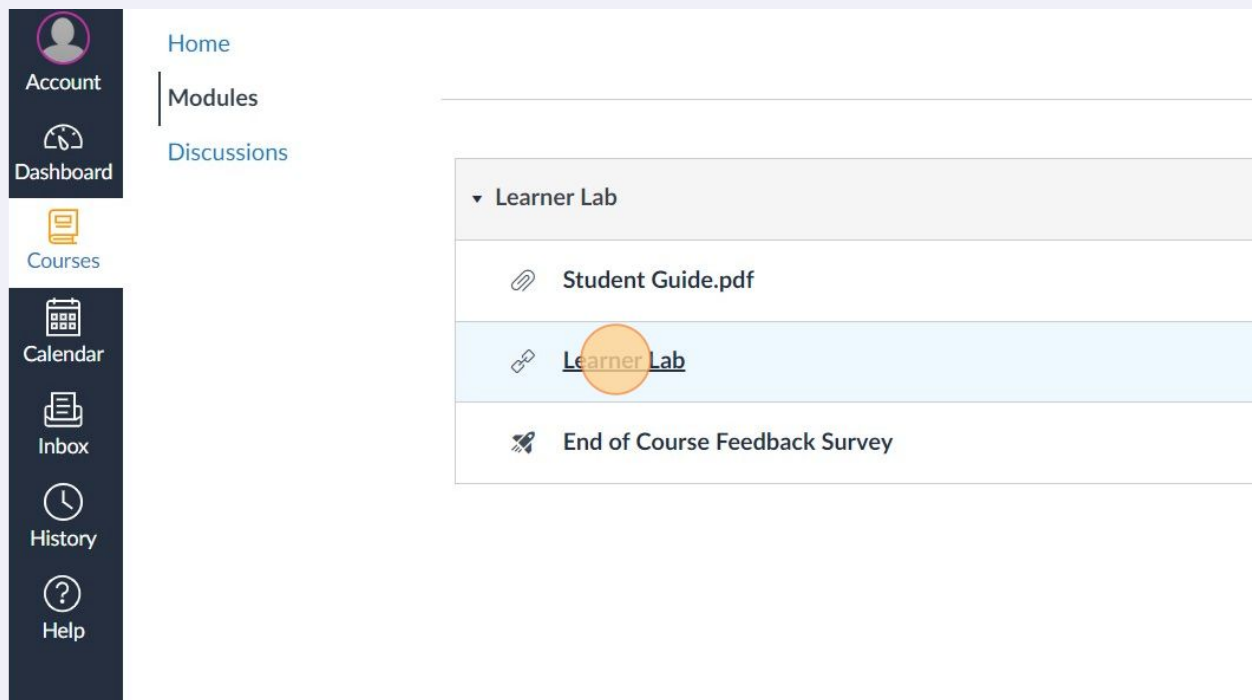 Account
Dashboard
Courses
Calendar
Inbox
History
Help
Home
Modules
Discussions
Learner Lab
Student Guide.pdf
Learner Lab
End of Course Feedback Survey